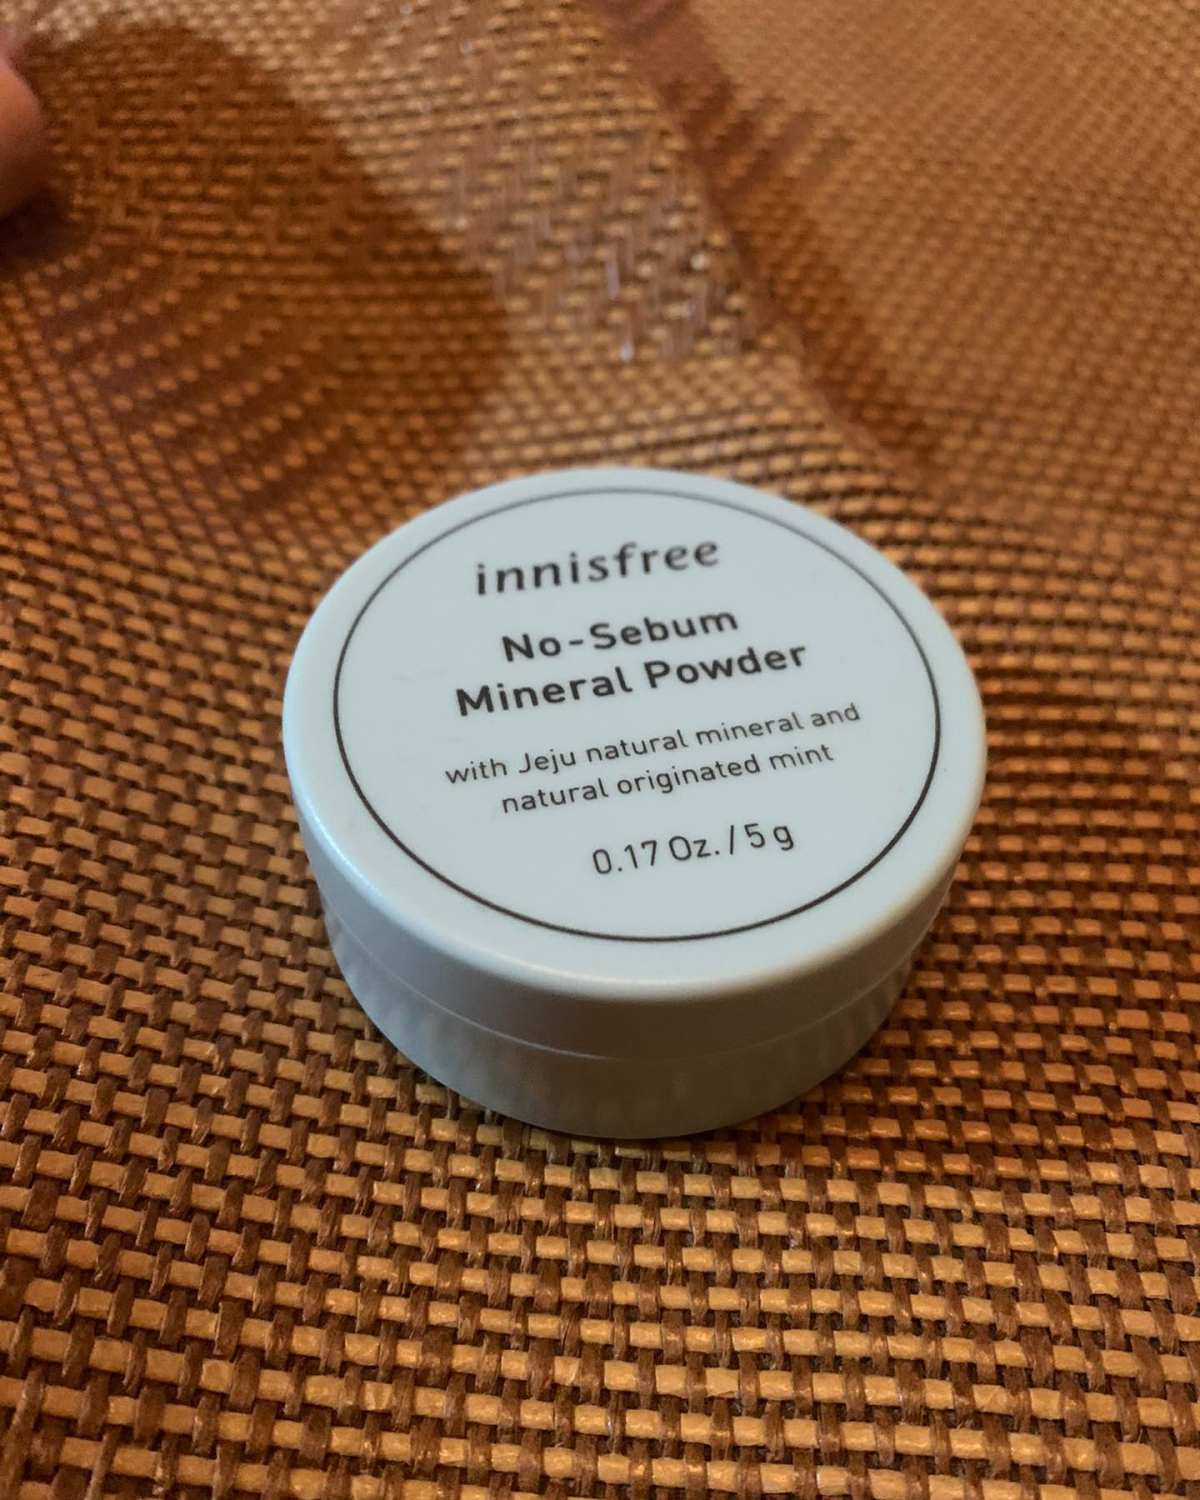 innisfree
No-Sebum
Mineral Powder
with Jeju natural mineral and
natural originated mint
0.17 Oz. / 5 g